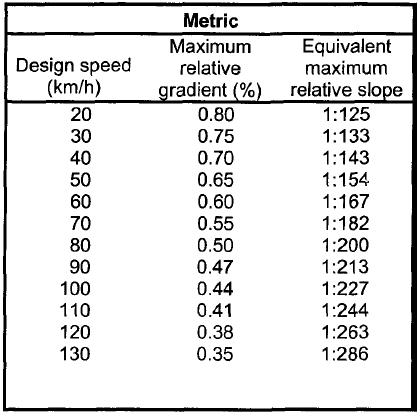 Metric
Design speed (km/h) Maximum relative gradient (%) Equivalent maximum relative slope
20 0.80 1:125
30 0.75 1:133
40 0.70 1:143
50 0.65 1:154
60 0.60 1:167
70 0.55 1:182
80 0.50 1:200
90 0.47 1:213
100 0.44 1:227
110 0.41 1:244
120 0.38 1:263
130 0.35 1:286